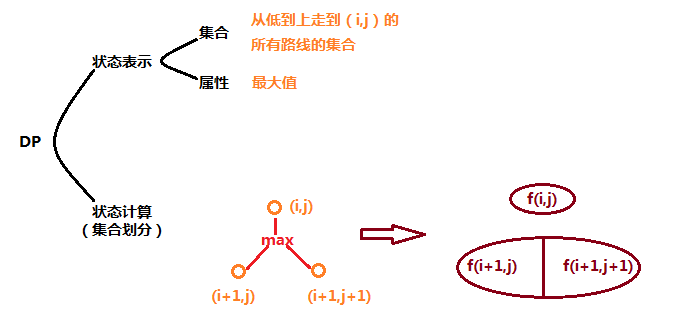 集合
从低到上走到（i,j）的
所有路线的集合
状态表示
属性
最大值
DP
状态计算
（集合划分）
(i,j)
max
(i+1,j)
(i+1,j+1)
f(i,j)
f(i+1,j)
f(i+1,j+1)